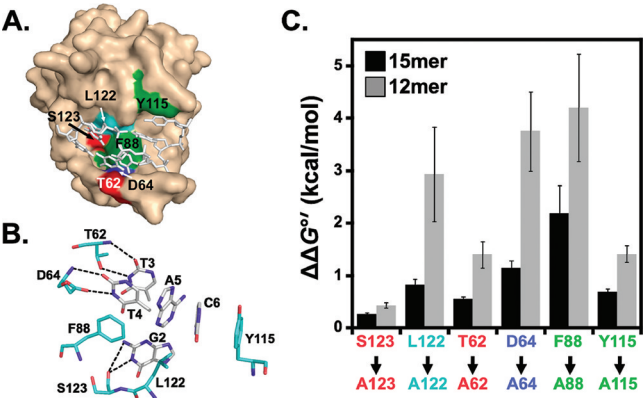 A.
L122
Y115
S123
F88
T62
D64
B.
T62
T3
D64
A5
T4
C6
F88
G2
Y115
S123
L122
C.
15mer
12mer
ΔΔG°′ (kcal/mol)
5
4
3
2
1
0
S123 L122 T62 D64 F88 Y115
A123 A122 A62 A64 A88 A115